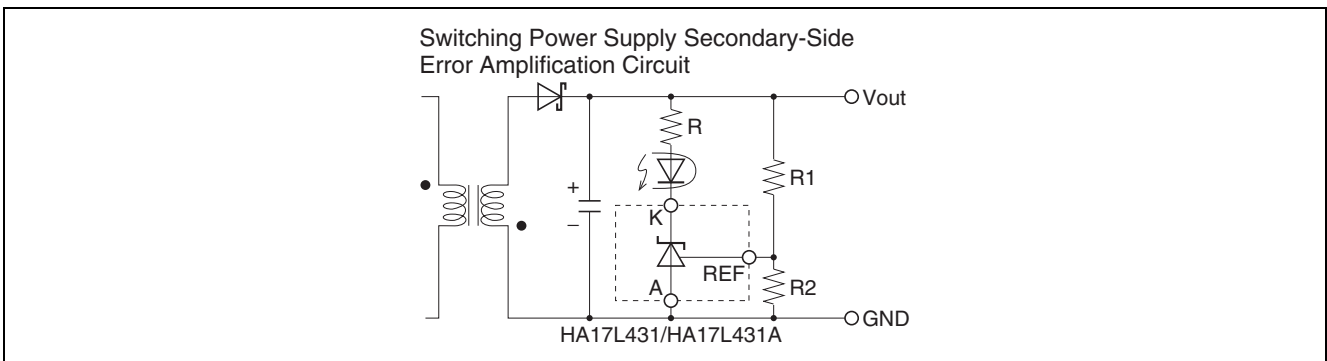 Switching Power Supply Secondary-Side
Error Amplification Circuit
Vout
R
R1
+
–
K
REF
A
R2
GND
HA17L431/HA17L431A